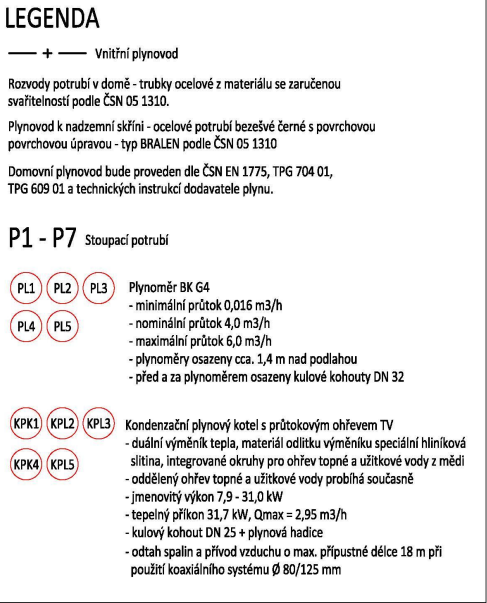 LEGENDA
Vnitřní plynovod
Rozvody potrubí v domě - trubky ocelové z materiálu se zaručenou
svařitelností podle ČSN 05 1310.
Plynovod k nadzemní skříni - ocelové potrubí bezešvé černé s povrchovou
povrchovou úpravou - typ BRALEN podle ČSN 05 1310
Domovní plynovod bude proveden dle ČSN EN 1775, TPG 704 01,
TPG 609 01 a technických instrukcí dodavatele plynu.
P1 - P7 Stoupací potrubí
PL1 PL2 PL3 Plynoměr BK G4
- minimální průtok 0,016 m3/h
PL4 PL5 - nominální průtok 4,0 m3/h
- maximální průtok 6,0 m3/h
- plynoměry osazeny cca. 1,4 m nad podlahou
- před a za plynoměrem osazeny kulové kohouty DN 32
KPK1 KPL2 KPL3 Kondenzační plynový kotel s průtokovým ohřevem TV
- duální výměník tepla, materiál odlitku výměníku speciální hliníková
KPK4 KPL5 slitina, integrované okruhy pro ohřev topné a užitkové vody z mědi
- oddělený ohřev topné a užitkové vody probíhá současně
- jmenovitý výkon 7,9 - 31,0 kW
- tepelný příkon 31,7 kW, Qmax = 2,95 m3/h
- kulový kohout DN 25 + plynová hadice
- odtah spalin a přívod vzduchu o max. přípustné délce 18 m při
použití koaxiálního systému Ø 80/125 mm